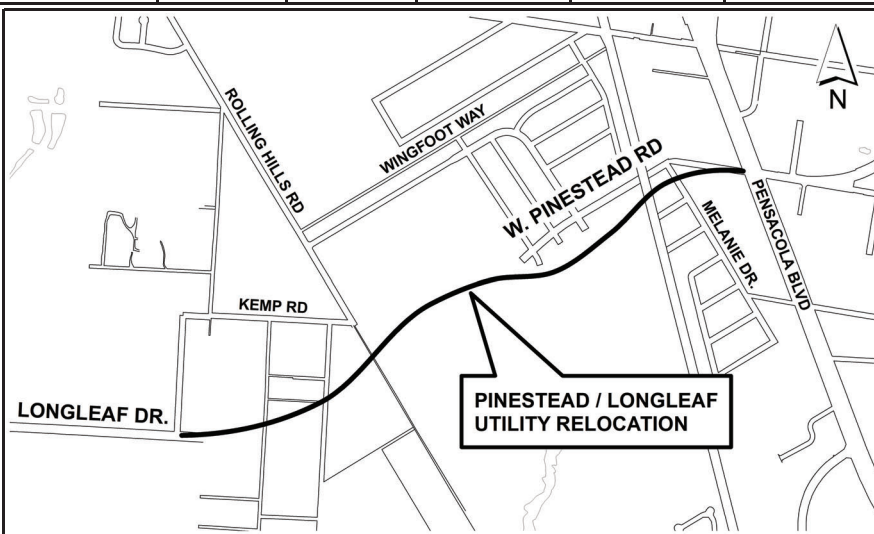 ROLLING HILLS RD
WINGFOOT WAY
W. PINESTEAD RD
N
MELANIE DR.
PENSACOLA BLVD
KEMP RD
LONGLEAF DR.
PINESTEAD / LONGLEAF
UTILITY RELOCATION